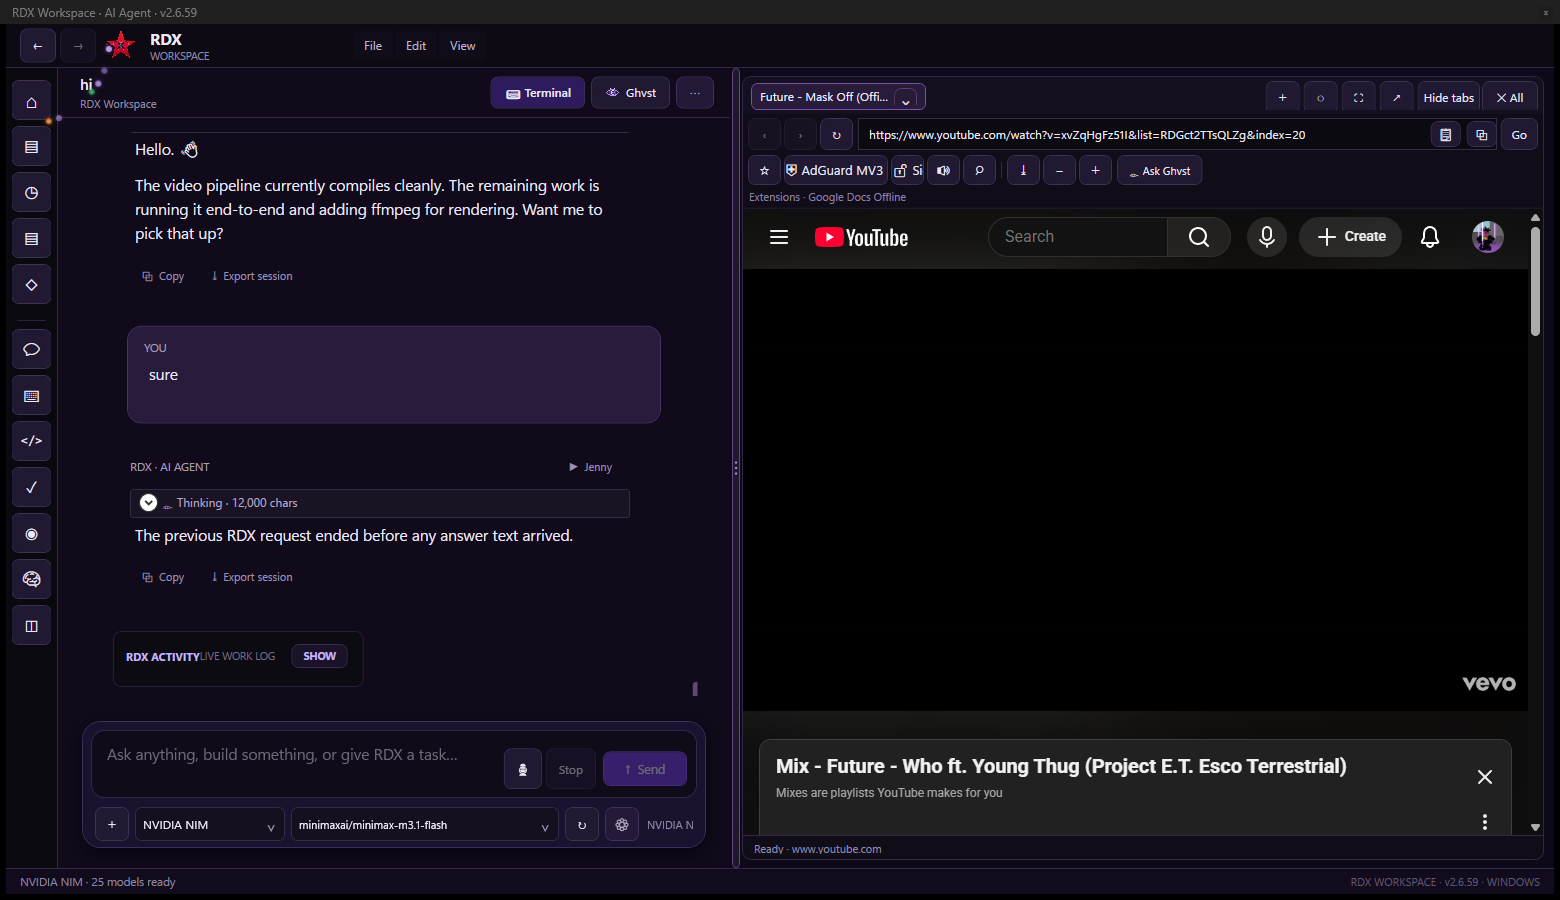 RDX Workspace · AI Agent · v2.6.59
RDX
WORKSPACE
File Edit View
hi
RDX Workspace
Terminal
Ghvst
Hello.
The video pipeline currently compiles cleanly. The remaining work is
running it end-to-end and adding ffmpeg for rendering. Want me to
pick that up?
Copy
Export session
YOU
sure
RDX · AI AGENT
Jenny
Thinking · 12,000 chars
The previous RDX request ended before any answer text arrived.
Copy
Export session
RDX ACTIVITY LIVE WORK LOG
SHOW
Ask anything, build something, or give RDX a task...
Stop
↑ Send
+
NVIDIA NIM
minimaxai/minimax-m3.1-flash
NVIDIA N
Future - Mask Off (Offi...
Hide tabs
All
https://www.youtube.com/watch?v=xvZqHgFz51I&list=RDGct2TTsQLZg&index=20
Go
AdGuard MV3
Si
Ask Ghvst
Extensions · Google Docs Offline
YouTube
Search
Create
vevo
Mix - Future - Who ft. Young Thug (Project E.T. Esco Terrestrial)
Mixes are playlists YouTube makes for you
Ready · www.youtube.com
NVIDIA NIM · 25 models ready
RDX WORKSPACE · v2.6.59 · WINDOWS